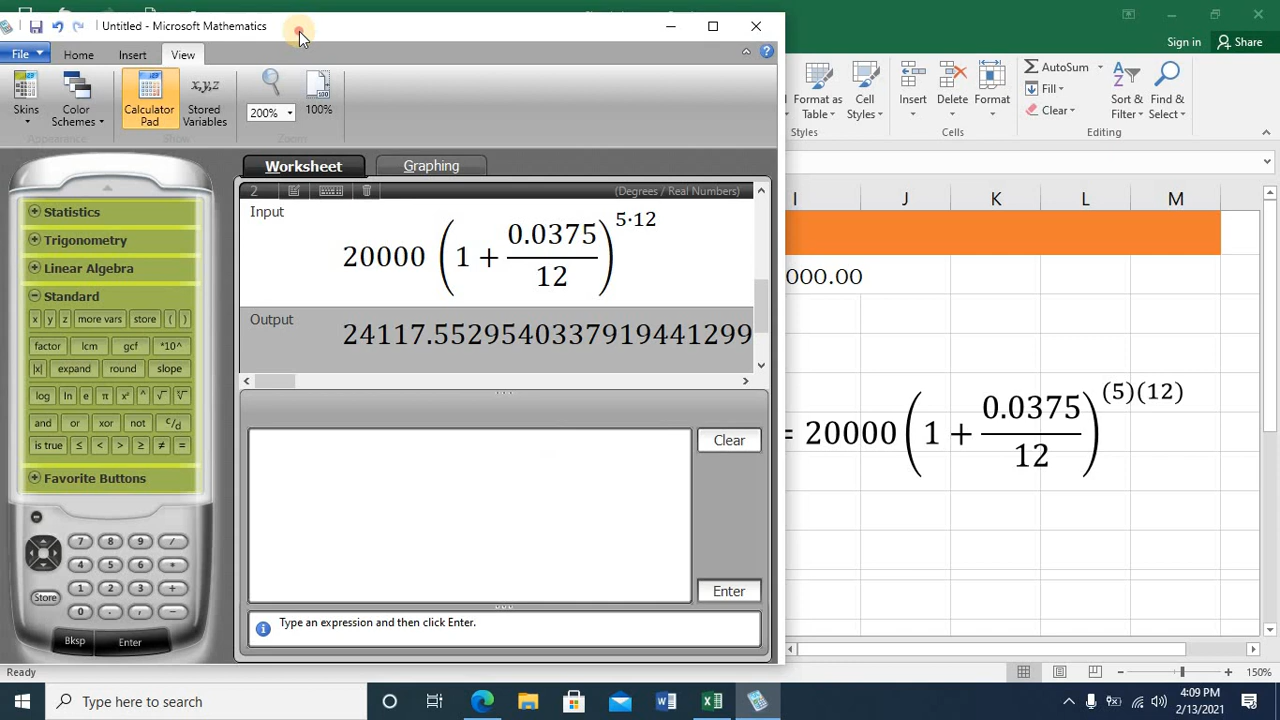 Untitled - Microsoft Mathematics
Sign in
Share
File
Home
Insert
View
Skins
Color Schemes
Calculator Pad
Stored Variables
x,y,z
200%
100%
Appearance
Show
Zoom
Format as Table
Cell Styles
Insert
Delete
Format
AutoSum
Fill
Clear
Sort & Filter
Find & Select
Styles
Cells
Editing
Worksheet
Graphing
2
(Degrees / Real Numbers)
Input
20000 (1 + 0.0375/12)^5·12
Output
24117.5529540337919441299
Statistics
Trigonometry
Linear Algebra
Standard
x y z more vars store ( )
factor lcm gcf *10^
|x| expand round slope
log ln e π x² ^ √ ∜
and or xor not c/d
is true ≤ < > ≥ ≠ =
Favorite Buttons
7 8 9 /
4 5 6 *
Store 1 2 3 +
0 . , −
Bksp Enter
Clear
Enter
Type an expression and then click Enter.
I J K L M
000.00
= 20000(1 + 0.0375/12)^(5)(12)
Ready
150%
Type here to search
4:09 PM
2/13/2021